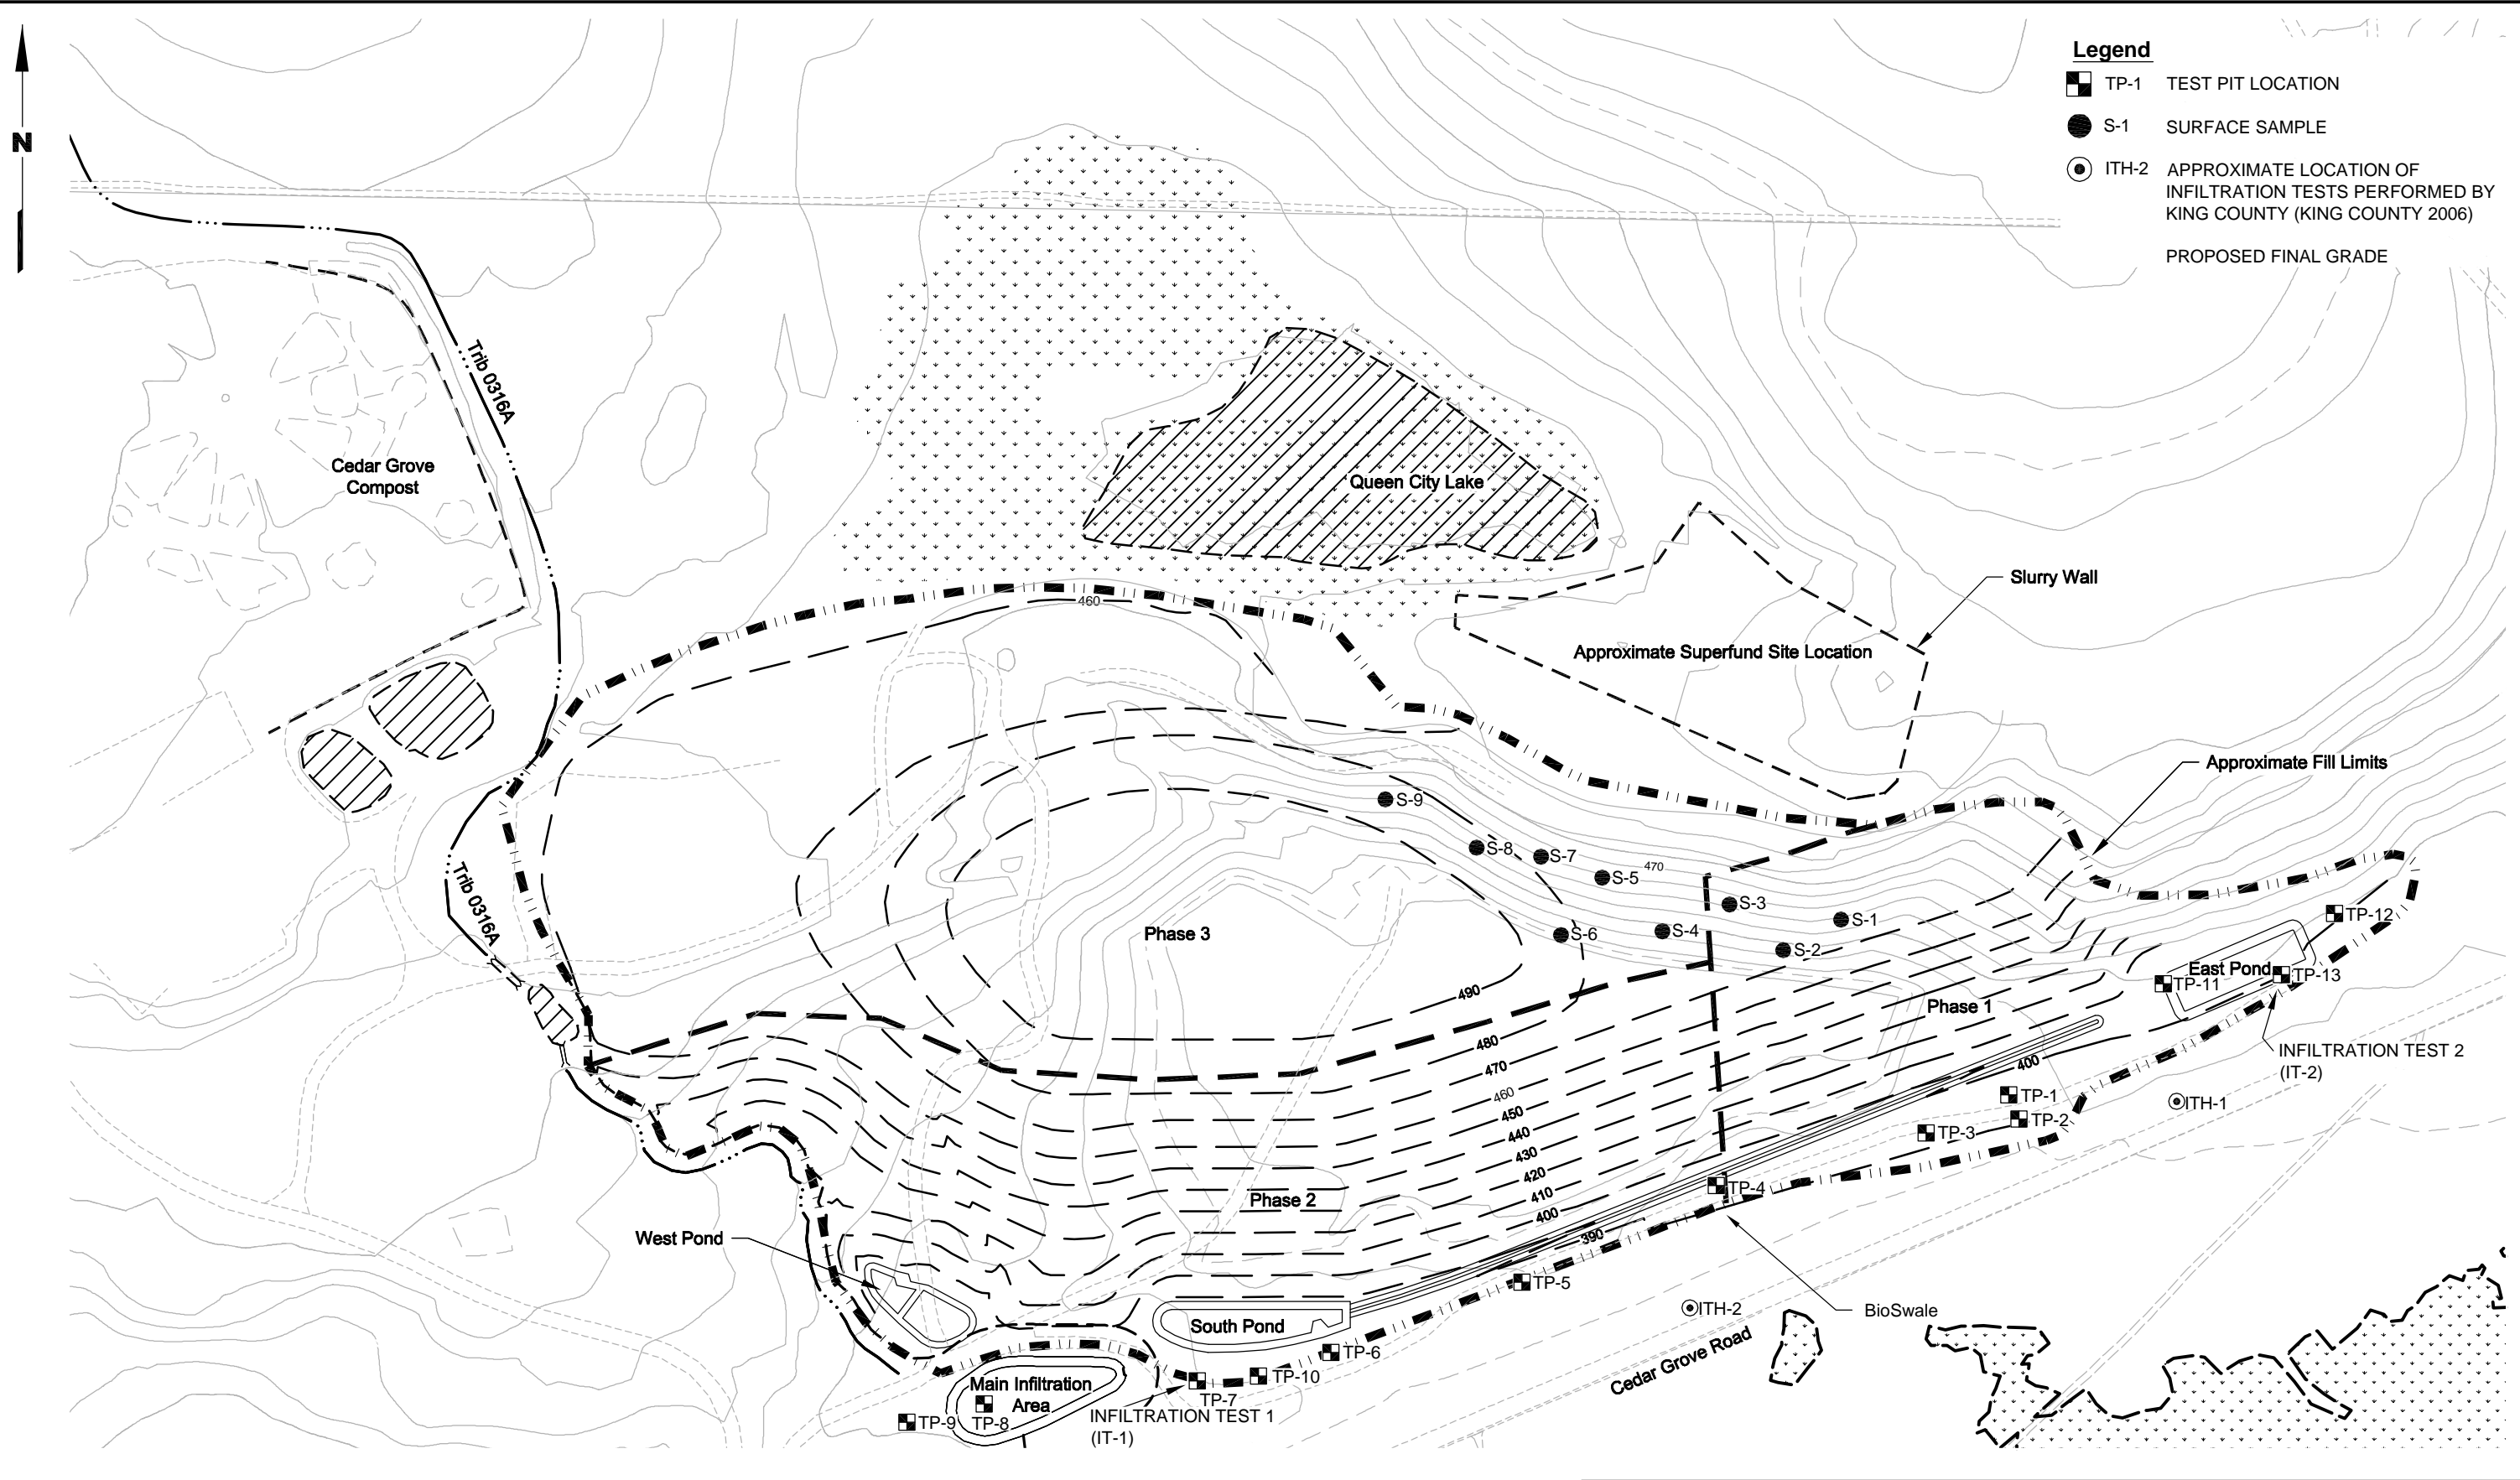 Legend
TP-1 TEST PIT LOCATION
S-1 SURFACE SAMPLE
ITH-2 APPROXIMATE LOCATION OF
INFILTRATION TESTS PERFORMED BY
KING COUNTY (KING COUNTY 2006)
PROPOSED FINAL GRADE
N
Trib 0316A
Cedar Grove
Compost
Queen City Lake
Slurry Wall
460
Approximate Superfund Site Location
Approximate Fill Limits
S-9
S-8
S-7
S-5
470
S-3
S-1
S-6
S-4
S-2
Trib 0316A
Phase 3
TP-12
East Pond
TP-13
TP-11
490
Phase 1
480
470
460
450
440
430
420
410
400
390
400
INFILTRATION TEST 2
(IT-2)
TP-1
ITH-1
TP-2
TP-3
TP-4
Phase 2
West Pond
TP-5
ITH-2
BioSwale
South Pond
TP-6
Cedar Grove Road
TP-10
Main Infiltration
Area
TP-7
TP-9
TP-8
INFILTRATION TEST 1
(IT-1)